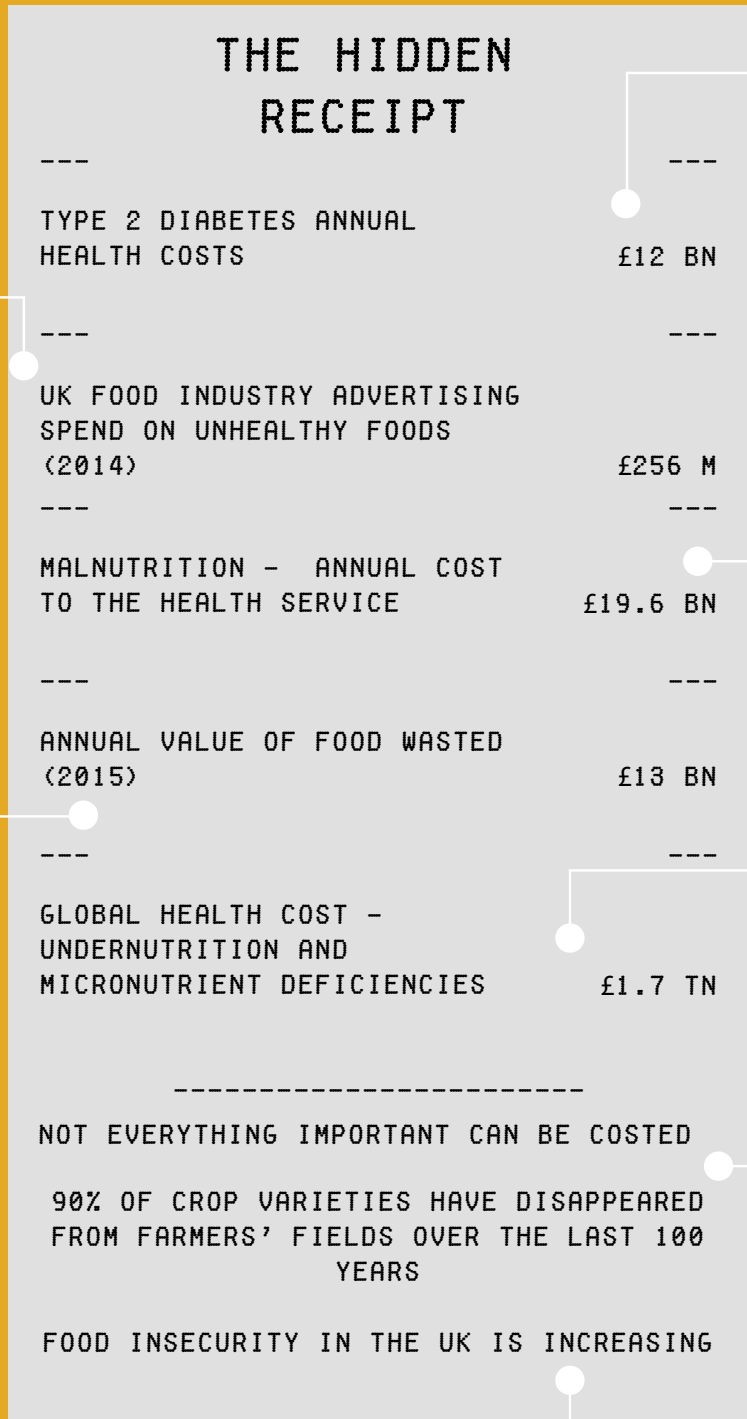 THE HIDDEN
RECEIPT
--- ---
TYPE 2 DIABETES ANNUAL
HEALTH COSTS £12 BN
--- ---
UK FOOD INDUSTRY ADVERTISING
SPEND ON UNHEALTHY FOODS
(2014) £256 M
--- ---
MALNUTRITION - ANNUAL COST
TO THE HEALTH SERVICE £19.6 BN
--- ---
ANNUAL VALUE OF FOOD WASTED
(2015) £13 BN
--- ---
GLOBAL HEALTH COST -
UNDERNUTRITION AND
MICRONUTRIENT DEFICIENCIES £1.7 TN
------------------------
NOT EVERYTHING IMPORTANT CAN BE COSTED
90% OF CROP VARIETIES HAVE DISAPPEARED
FROM FARMERS' FIELDS OVER THE LAST 100
YEARS
FOOD INSECURITY IN THE UK IS INCREASING